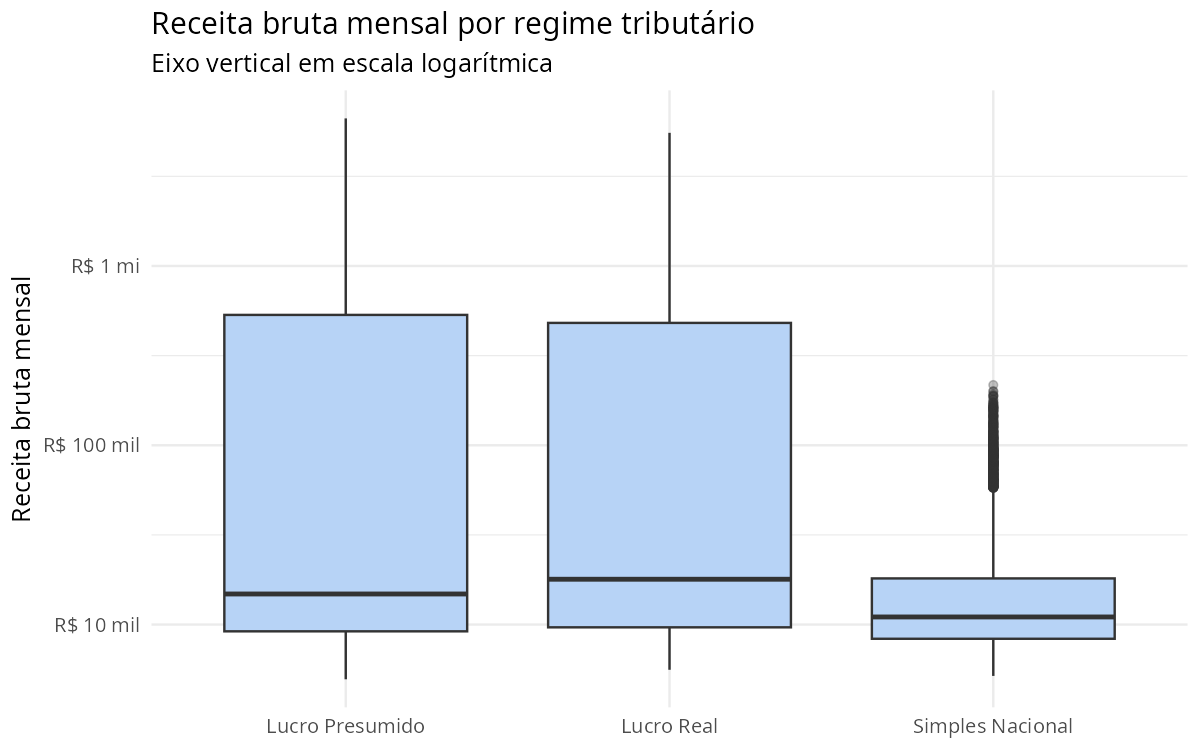 Receita bruta mensal por regime tributário
Eixo vertical em escala logarítmica
Receita bruta mensal
R$ 1 mi
R$ 100 mil
R$ 10 mil
Lucro Presumido
Lucro Real
Simples Nacional